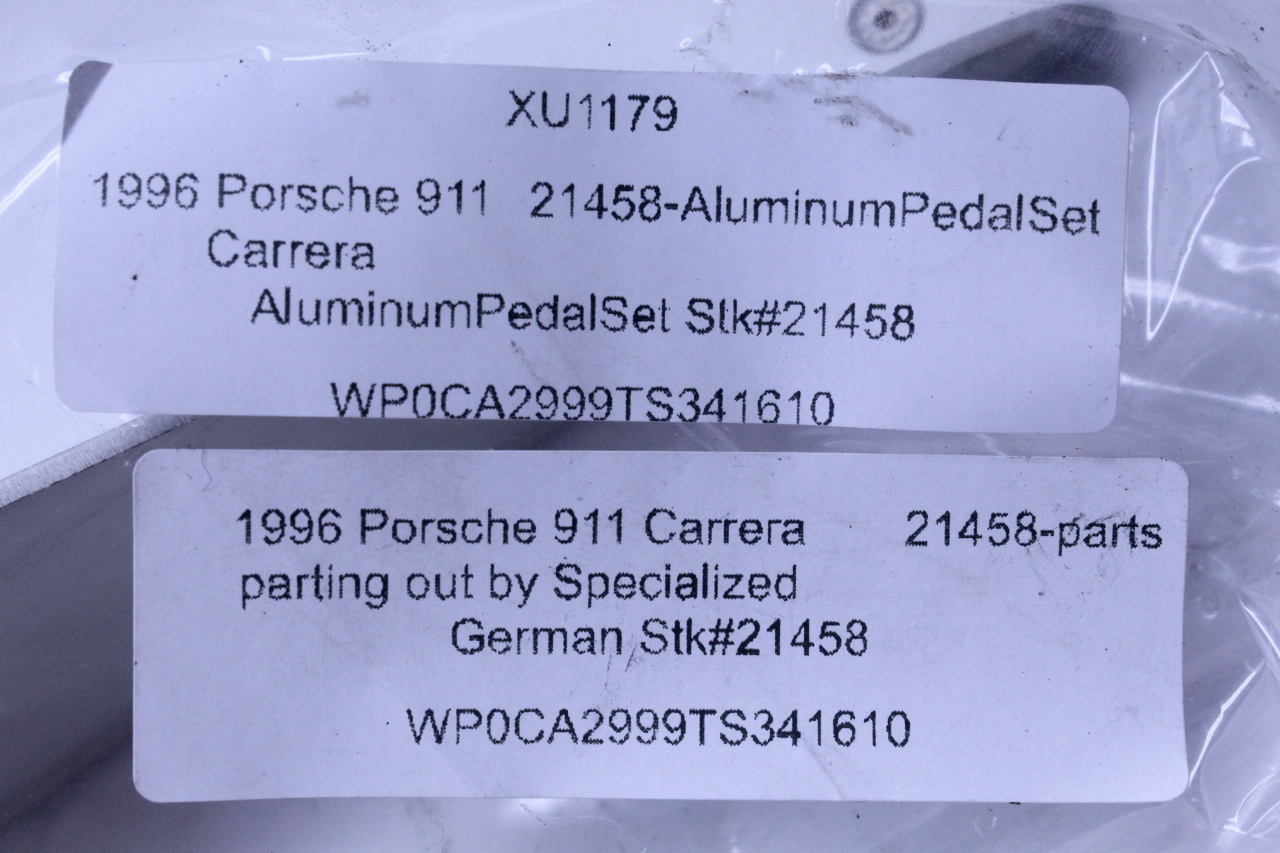 XU1179
1996 Porsche 911 21458-AluminumPedalSet
Carrera
AluminumPedalSet Stk#21458
WP0CA2999TS341610
1996 Porsche 911 Carrera 21458-parts
parting out by Specialized
German Stk#21458
WP0CA2999TS341610